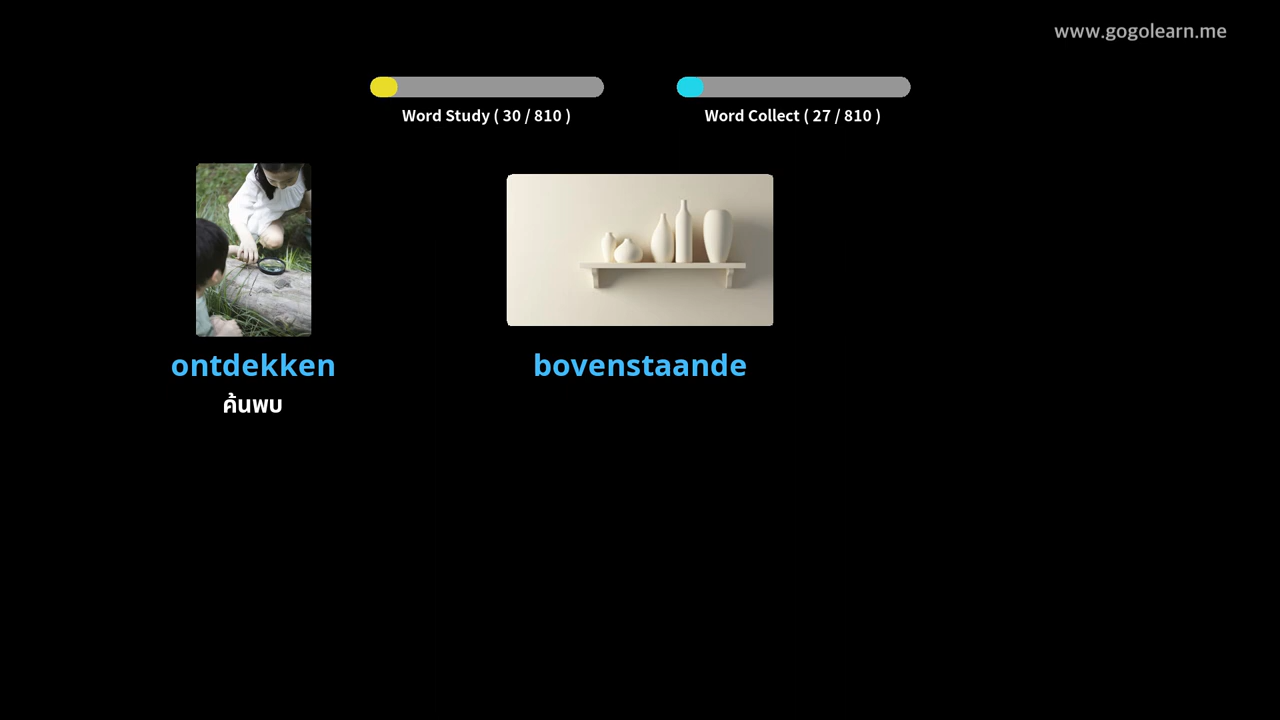 www.gogolearn.me
Word Study ( 30 / 810 )
Word Collect ( 27 / 810 )
ontdekken
ค้นพบ
bovenstaande